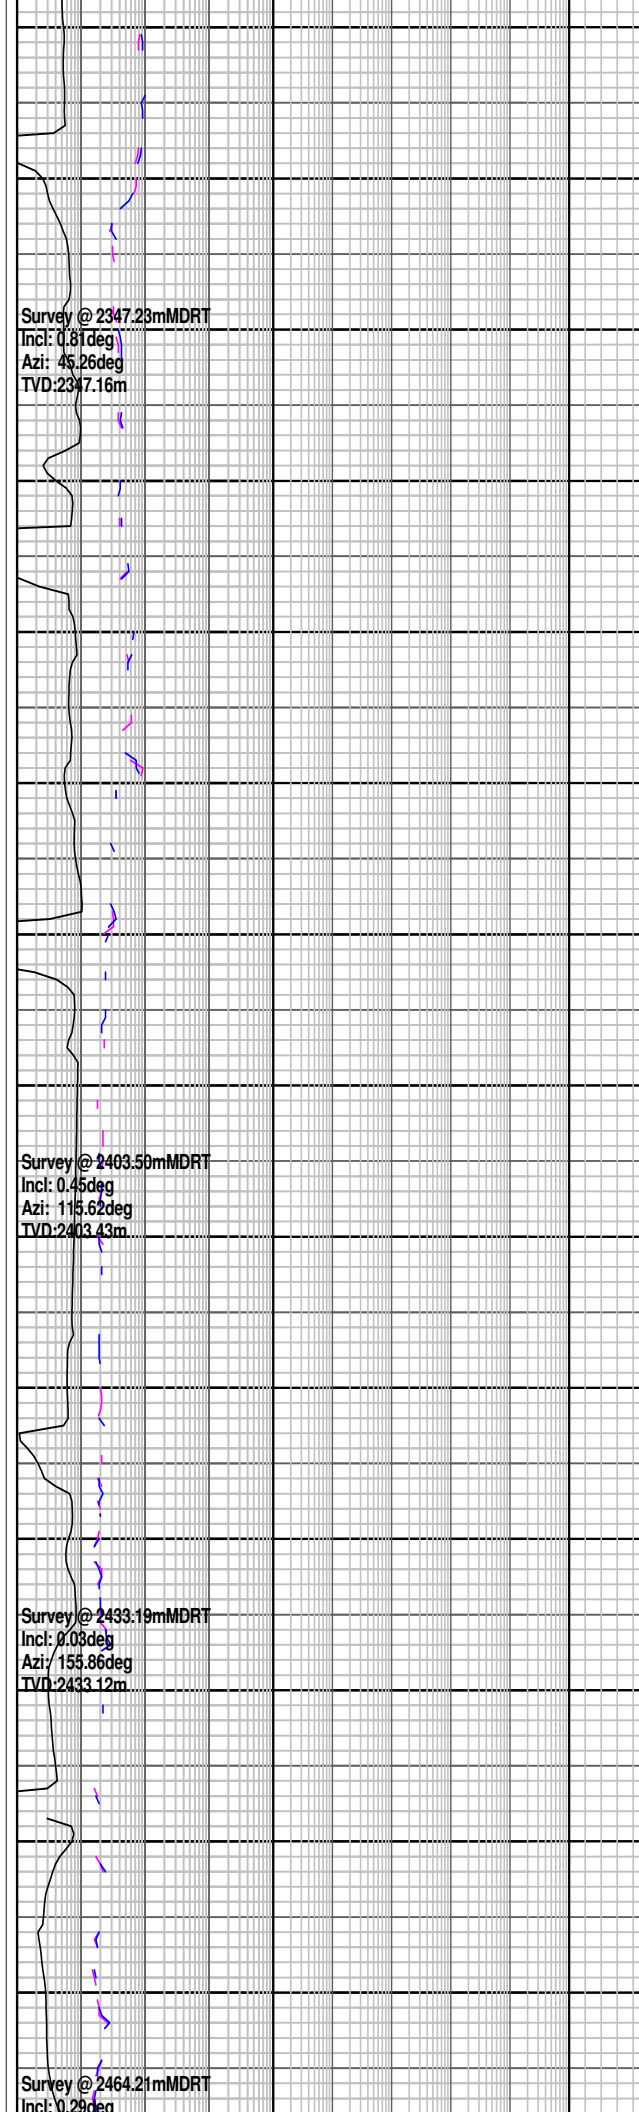 Survey @ 2347.23mMDRT
Incl: 0.81deg
Azi: 45.26deg
TVD:2347.16m
Survey @ 2403.50mMDRT
Incl: 0.45deg
Azi: 115.62deg
TVD:2403.43m
Survey @ 2433.19mMDRT
Incl: 0.03deg
Azi: 155.86deg
TVD:2433.12m
Survey @ 2464.21mMDRT
Incl: 0.29deg